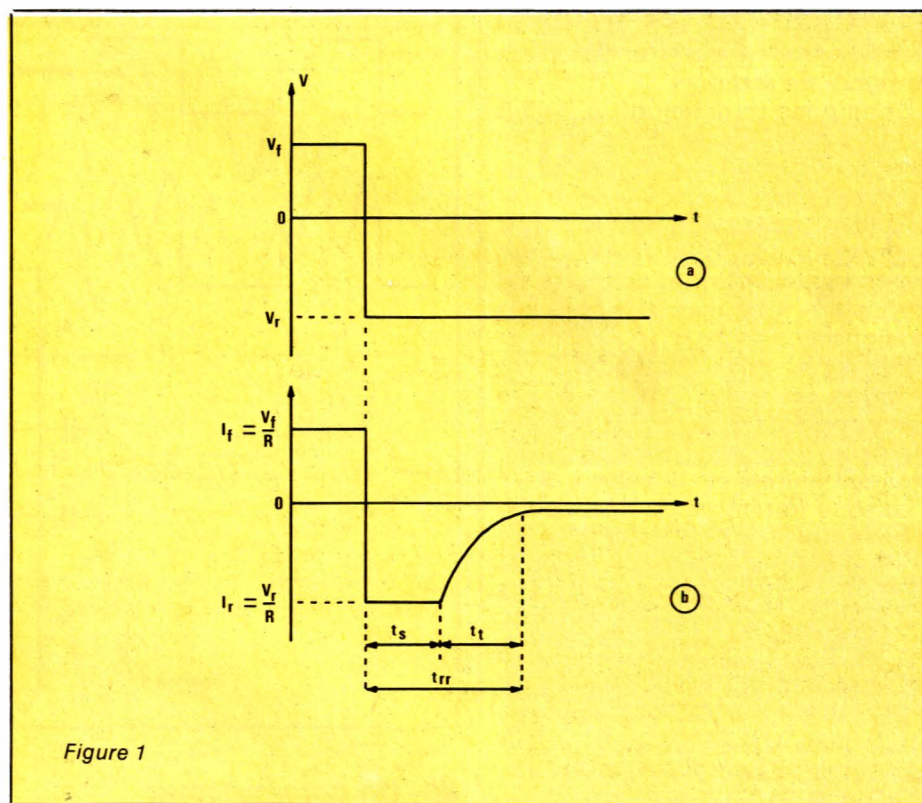 V
Vf
0
t
a
Vr
If = Vf/R
0
t
Ir = Vr/R
b
ts
tt
trr
Figure 1